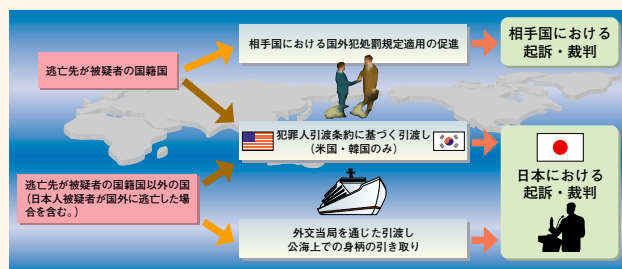 逃亡先が被疑者の国籍国
逃亡先が被疑者の国籍国以外の国
(日本人被疑者が国外に逃亡した場
合を含む。)
相手国における国外犯処罰規定適用の促進
犯罪人引渡条約に基づく引渡し
(米国・韓国のみ)
外交当局を通じた引渡し
公海上での身柄の引き取り
相手国における
起訴・裁判
日本における
起訴・裁判